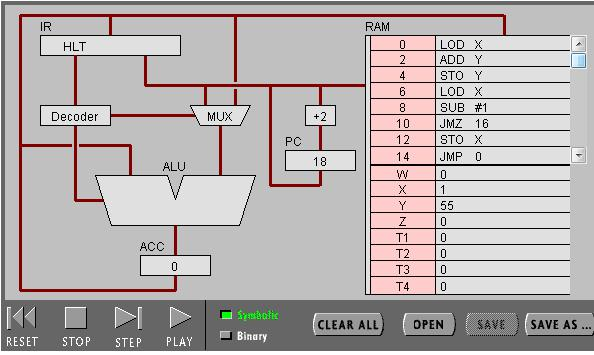 IR
RAM
HLT
0 LOD X
2 ADD Y
4 STO Y
6 LOD X
8 SUB #1
10 JMZ 16
12 STO X
14 JMP 0
Decoder
MUX
+2
PC
18
ALU
W 0
X 1
Y 55
Z 0
T1 0
T2 0
T3 0
T4 0
ACC
0
RESET STOP STEP PLAY
Symbolic
Binary
CLEAR ALL OPEN SAVE SAVE AS ...